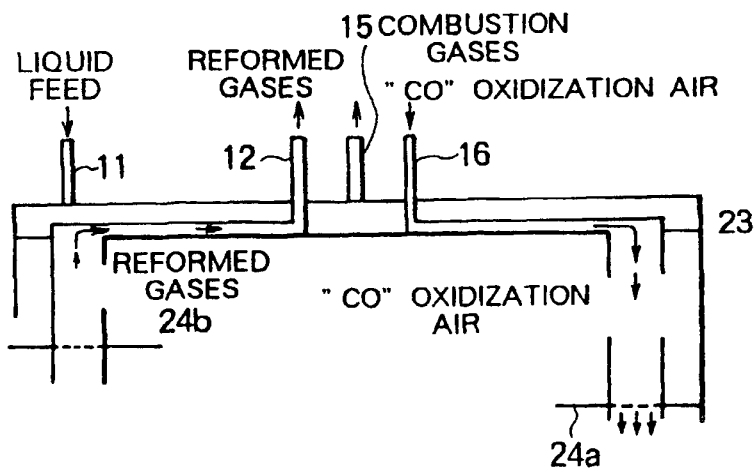 15 COMBUSTION
GASES
LIQUID
FEED
REFORMED
GASES
" CO" OXIDIZATION AIR
11
12
16
23
REFORMED
GASES
24b
" CO" OXIDIZATION
AIR
24a